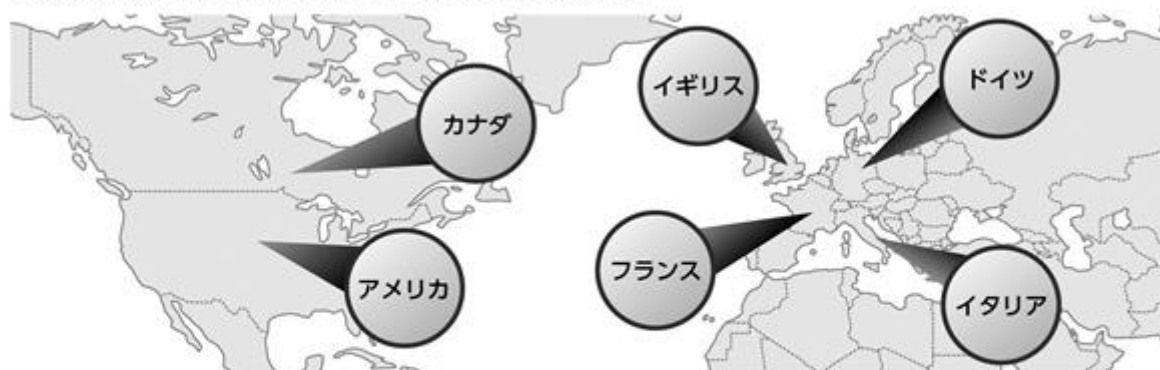 カナダ
イギリス
ドイツ
アメリカ
フランス
イタリア